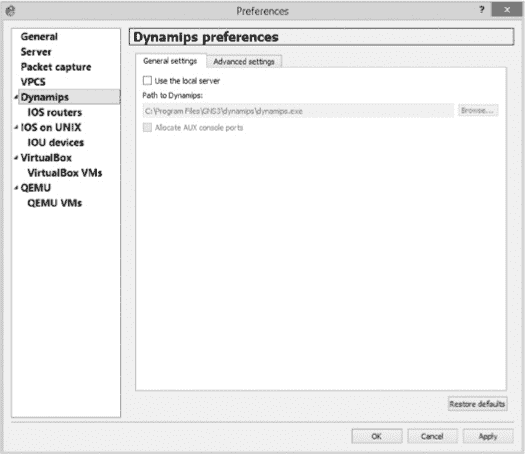 Preferences
?
×
General
Server
Packet capture
VPCS
Dynamips
IOS routers
IOS on UNIX
IOU devices
VirtualBox
VirtualBox VMs
QEMU
QEMU VMs
Dynamips preferences
General settings
Advanced settings
Use the local server
Path to Dynamips:
C:\Program Files\GNS3\dynamips\dynamips.exe
Browse...
Allocate AUX console ports
Restore defaults
OK
Cancel
Apply